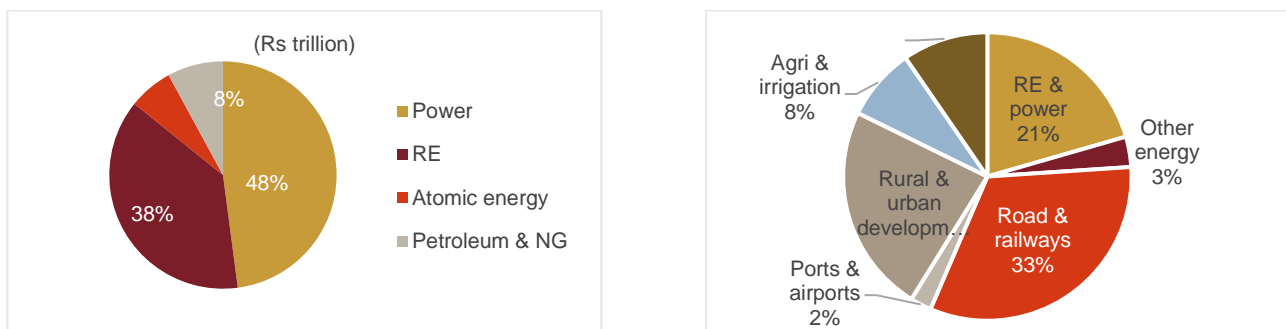 (Rs trillion)
8%
48%
38%
Power
RE
Atomic energy
Petroleum & NG
RE &
power
21%
Other
energy
3%
Road &
railways
33%
Ports &
airports
2%
Rural &
urban
developm...
Agri &
irrigation
8%